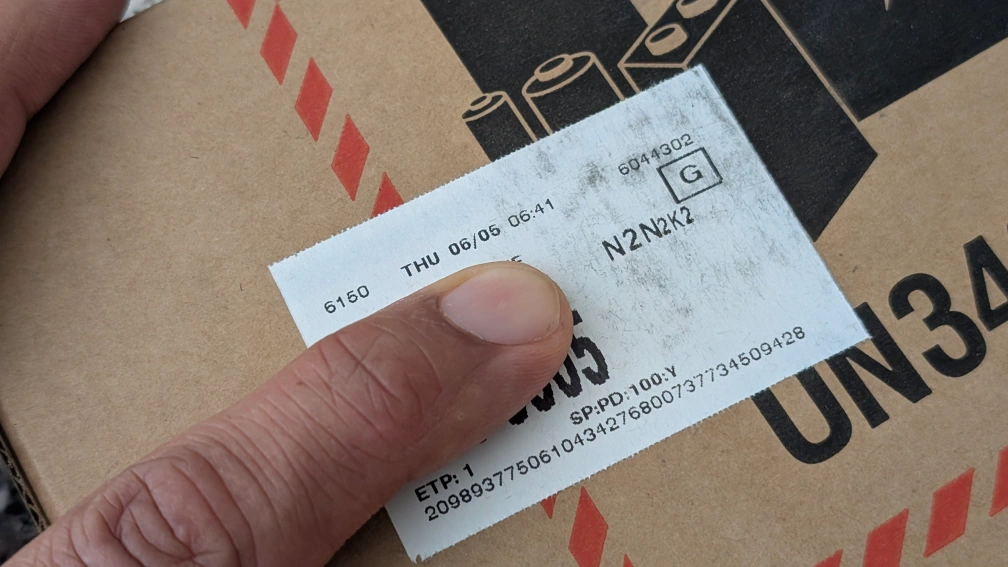 6044302
G
THU 06/05 06:41
N2N2K2
6150
SP:PD:100:Y
ETP: 1
2098937750610434276800737734509428
UN34